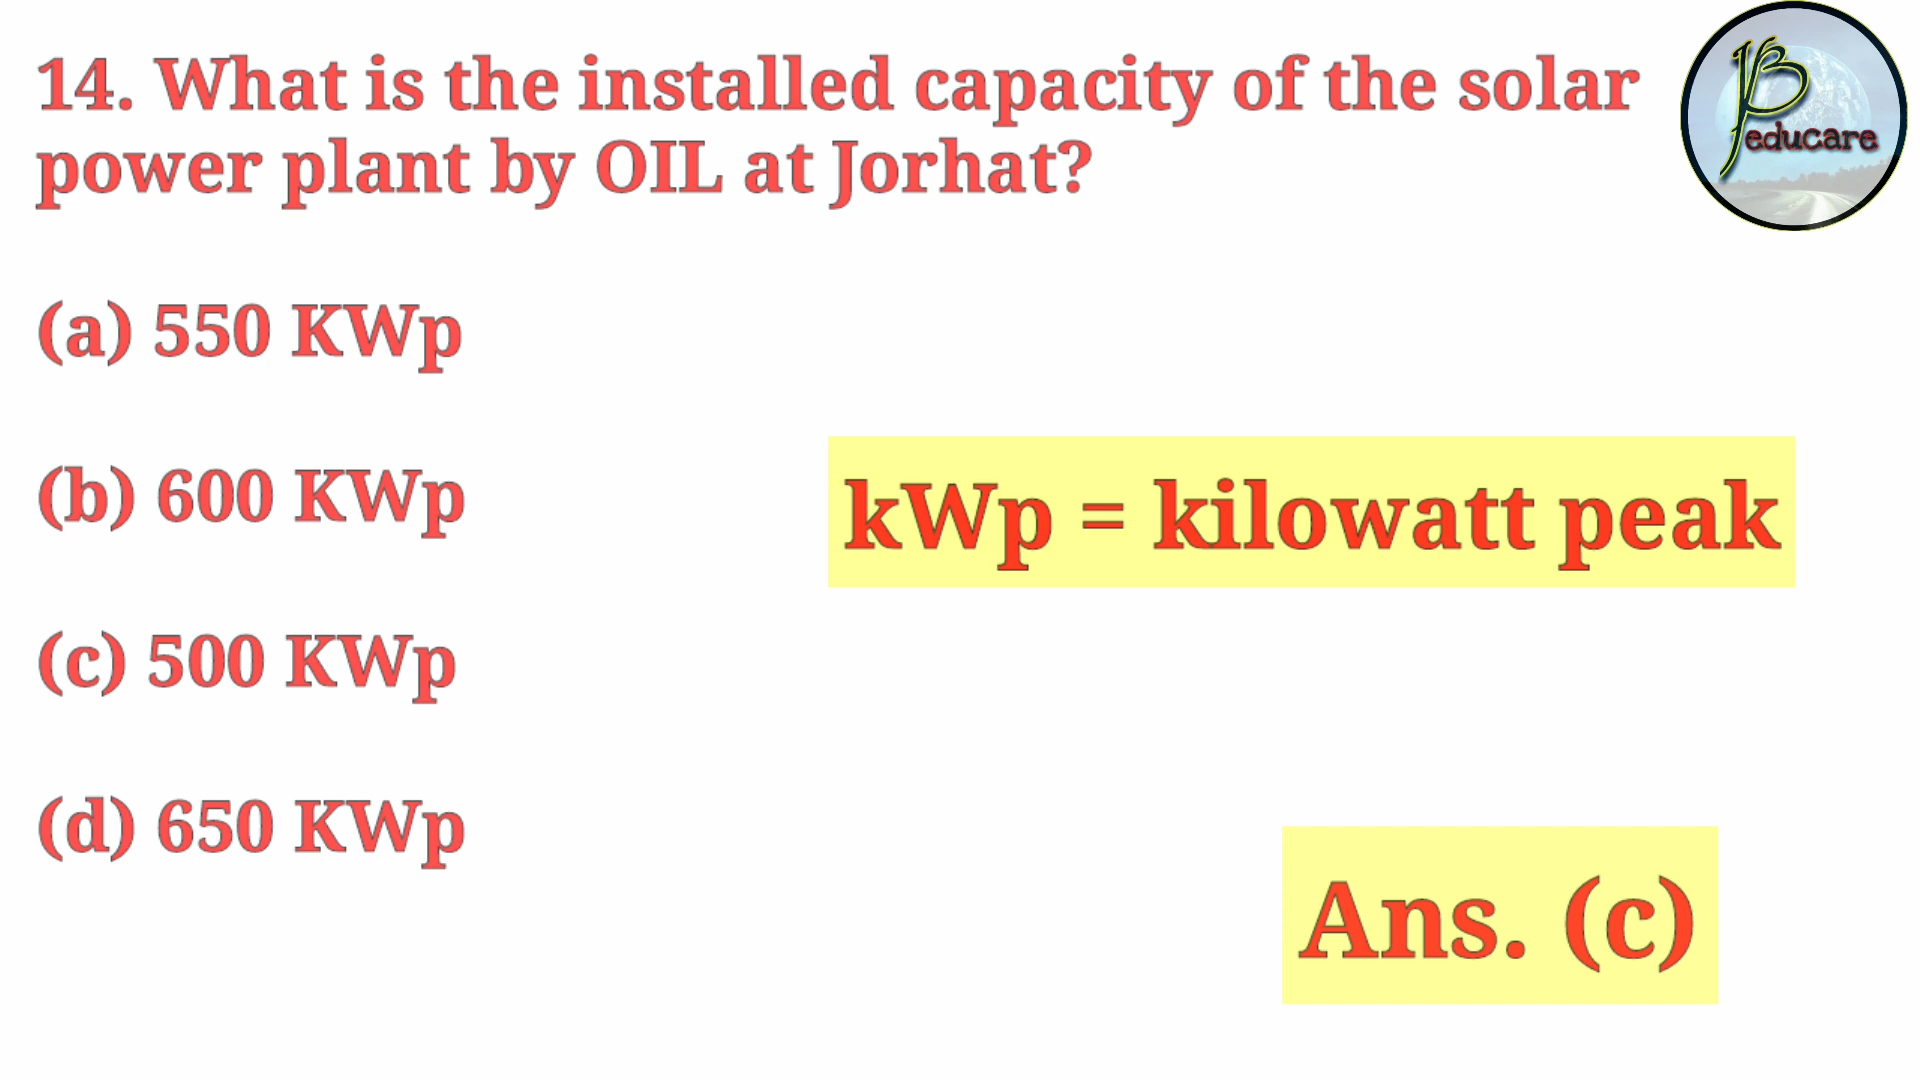 14. What is the installed capacity of the solar
power plant by OIL at Jorhat?
(a) 550 KWp
(b) 600 KWp
kWp = kilowatt peak
(c) 500 KWp
(d) 650 KWp
Ans. (c)
educare